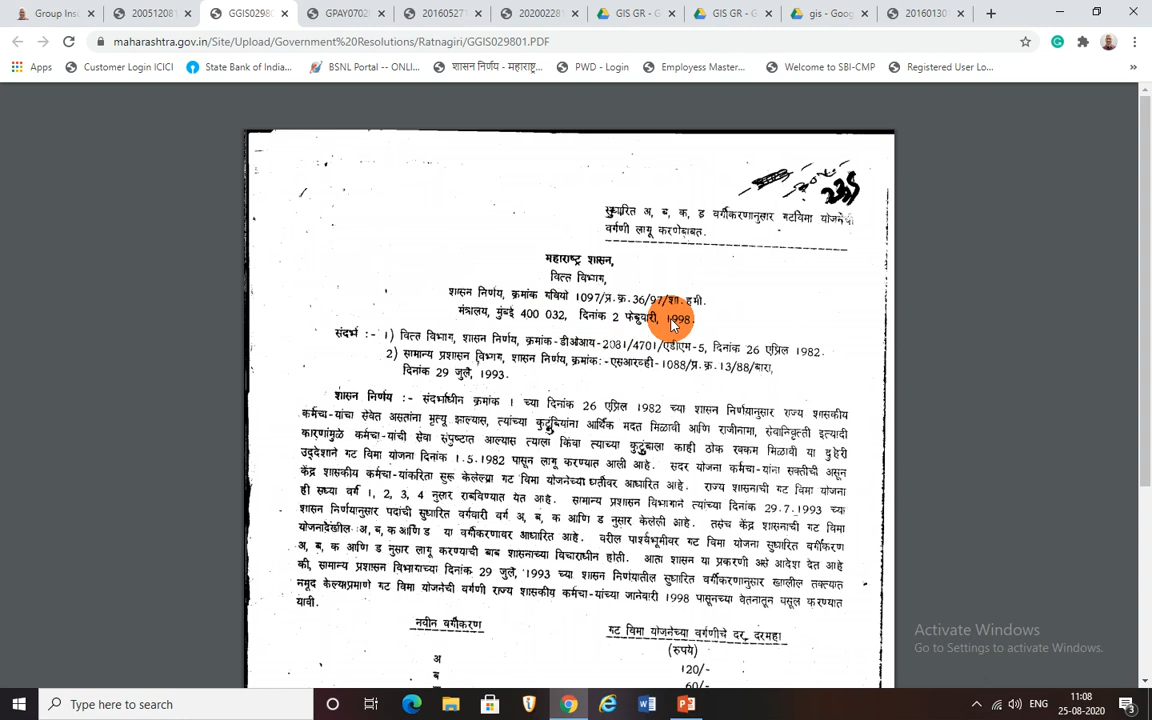 Group Ins
200512081
GGIS0298(
GPAY0702
201605271
202002281
GIS GR - G
GIS GR - G
gis - Goog
201601301
maharashtra.gov.in/Site/Upload/Government%20Resolutions/Ratnagiri/GGIS029801.PDF
Apps
Customer Login ICICI
State Bank of India...
BSNL Portal -- ONLI...
शासन निर्णय - महाराष्ट्र...
PWD - Login
Employess Master...
Welcome to SBI-CMP
Registered User Lo...
»
235
सुधारित अ, ब, क, ड वर्गीकरणानुसार गटविमा योजनेची
वर्गणी लागू करणेबाबत.
महाराष्ट्र शासन,
वित्त विभाग,
शासन निर्णय, क्रमांक गवियो 1097/प्र.क्र.36/97/शा.हमी.
मंत्रालय, मुंबई 400 032, दिनांक 2 फेब्रुवारी, 1998.
संदर्भ :- 1) वित्त विभाग, शासन निर्णय, क्रमांक-डीओआय-2081/4701/एडीएम-5, दिनांक 26 एप्रिल 1982.
2) सामान्य प्रशासन विभाग, शासन निर्णय, क्रमांक:-एसआरव्ही-1088/प्र.क्र.13/88/बारा,
दिनांक 29 जुलै, 1993.
शासन निर्णय :- संदर्भाधीन क्रमांक 1 च्या दिनांक 26 एप्रिल 1982 च्या शासन निर्णयानुसार राज्य शासकीय
कर्मचा-यांचा सेवेत असतांना मृत्यू झाल्यास, त्यांच्या कुटुंबियांना आर्थिक मदत मिळावी आणि राजीनामा, सेवानिवृत्ती इत्यादी
कारणांमुळे कर्मचा-यांची सेवा संपुष्टात आल्यास त्याला किंवा त्याच्या कुटुंबाला काही ठोक रक्कम मिळावी या दुहेरी
उद्देशाने गट विमा योजना दिनांक 1.5.1982 पासून लागू करण्यात आली आहे. सदर योजना कर्मचा-यांना सक्तीची असून
केंद्र शासकीय कर्मचा-यांकरिता सुरू केलेल्या गट विमा योजनेच्या धर्तीवर आधारित आहे. राज्य शासनाची गट विमा योजना
ही सध्या वर्ग 1, 2, 3, 4 नुसार राबविण्यात येत आहे. सामान्य प्रशासन विभागाने त्यांच्या दिनांक 29.7.1993 च्या
शासन निर्णयानुसार पदांची सुधारित वर्गवारी वर्ग अ, ब, क आणि ड नुसार केलेली आहे. तसेच केंद्र शासनाची गट विमा
योजनादेखील अ, ब, क आणि ड या वर्गीकरणावर आधारित आहे. वरील पार्श्वभूमीवर गट विमा योजना सुधारित वर्गीकरण
अ, ब, क आणि ड नुसार लागू करण्याची बाब शासनाच्या विचाराधीन होती. आता शासन या प्रकरणी असे आदेश देत आहे
की, सामान्य प्रशासन विभागाच्या दिनांक 29 जुलै, 1993 च्या शासन निर्णयातील सुधारित वर्गीकरणानुसार खालील तक्त्यात
नमूद केल्याप्रमाणे गट विमा योजनेची वर्गणी राज्य शासकीय कर्मचा-यांच्या जानेवारी 1998 पासूनच्या वेतनातून वसूल करण्यात
यावी.
नवीन वर्गीकरण
गट विमा योजनेच्या वर्गणीचे दर, दरमहा
(रुपये)
अ
120/-
ब
60/-
Activate Windows
Go to Settings to activate Windows.
Type here to search
ENG
11:08
25-08-2020
3